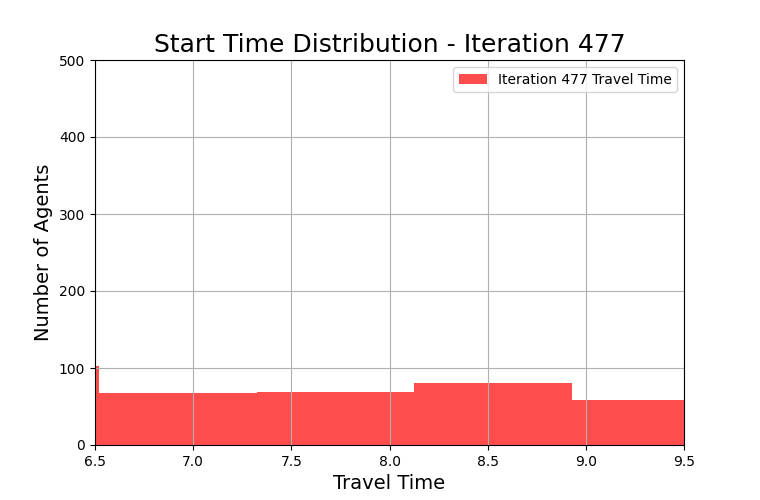 Start Time Distribution - Iteration 477
Iteration 477 Travel Time
Number of Agents
500
400
300
200
100
0
6.5 7.0 7.5 8.0 8.5 9.0 9.5
Travel Time